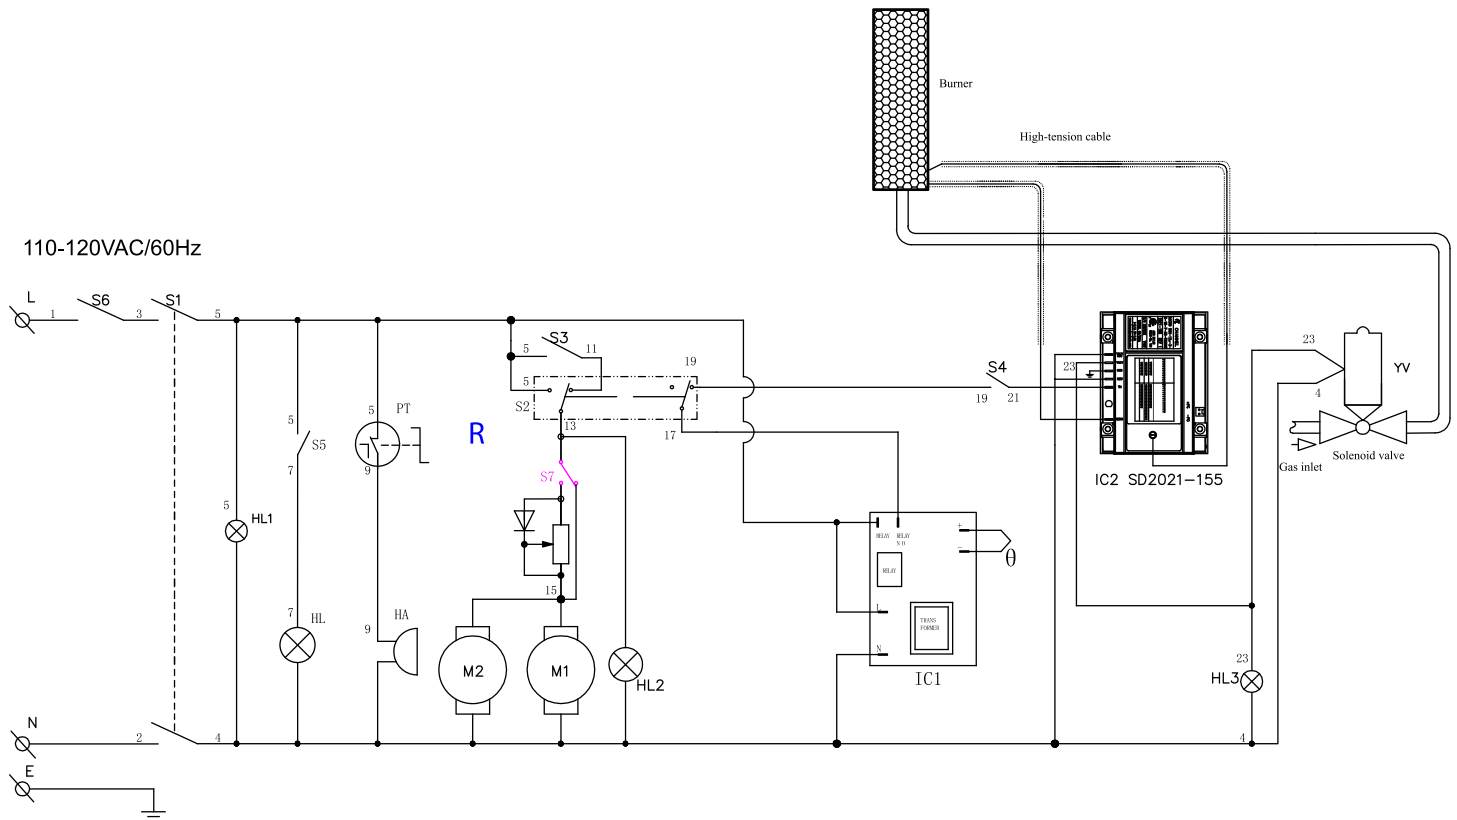 Burner
High-tension cable
110-120VAC/60Hz
L
1
S6
3
S1
5
S3
5
11
19
5
S2
13
17
S4
19
21
23
23
YV
4
Gas inlet
Solenoid valve
IC2 SD2021-155
R
5
PT
5
S5
7
9
S7
5
HL1
RELAY
RELAY
N O
+
-
θ
RELAY
15
7
HL
9
HA
L
TRANS
FORMER
N
M2
M1
HL2
IC1
23
HL3
N
2
4
4
E